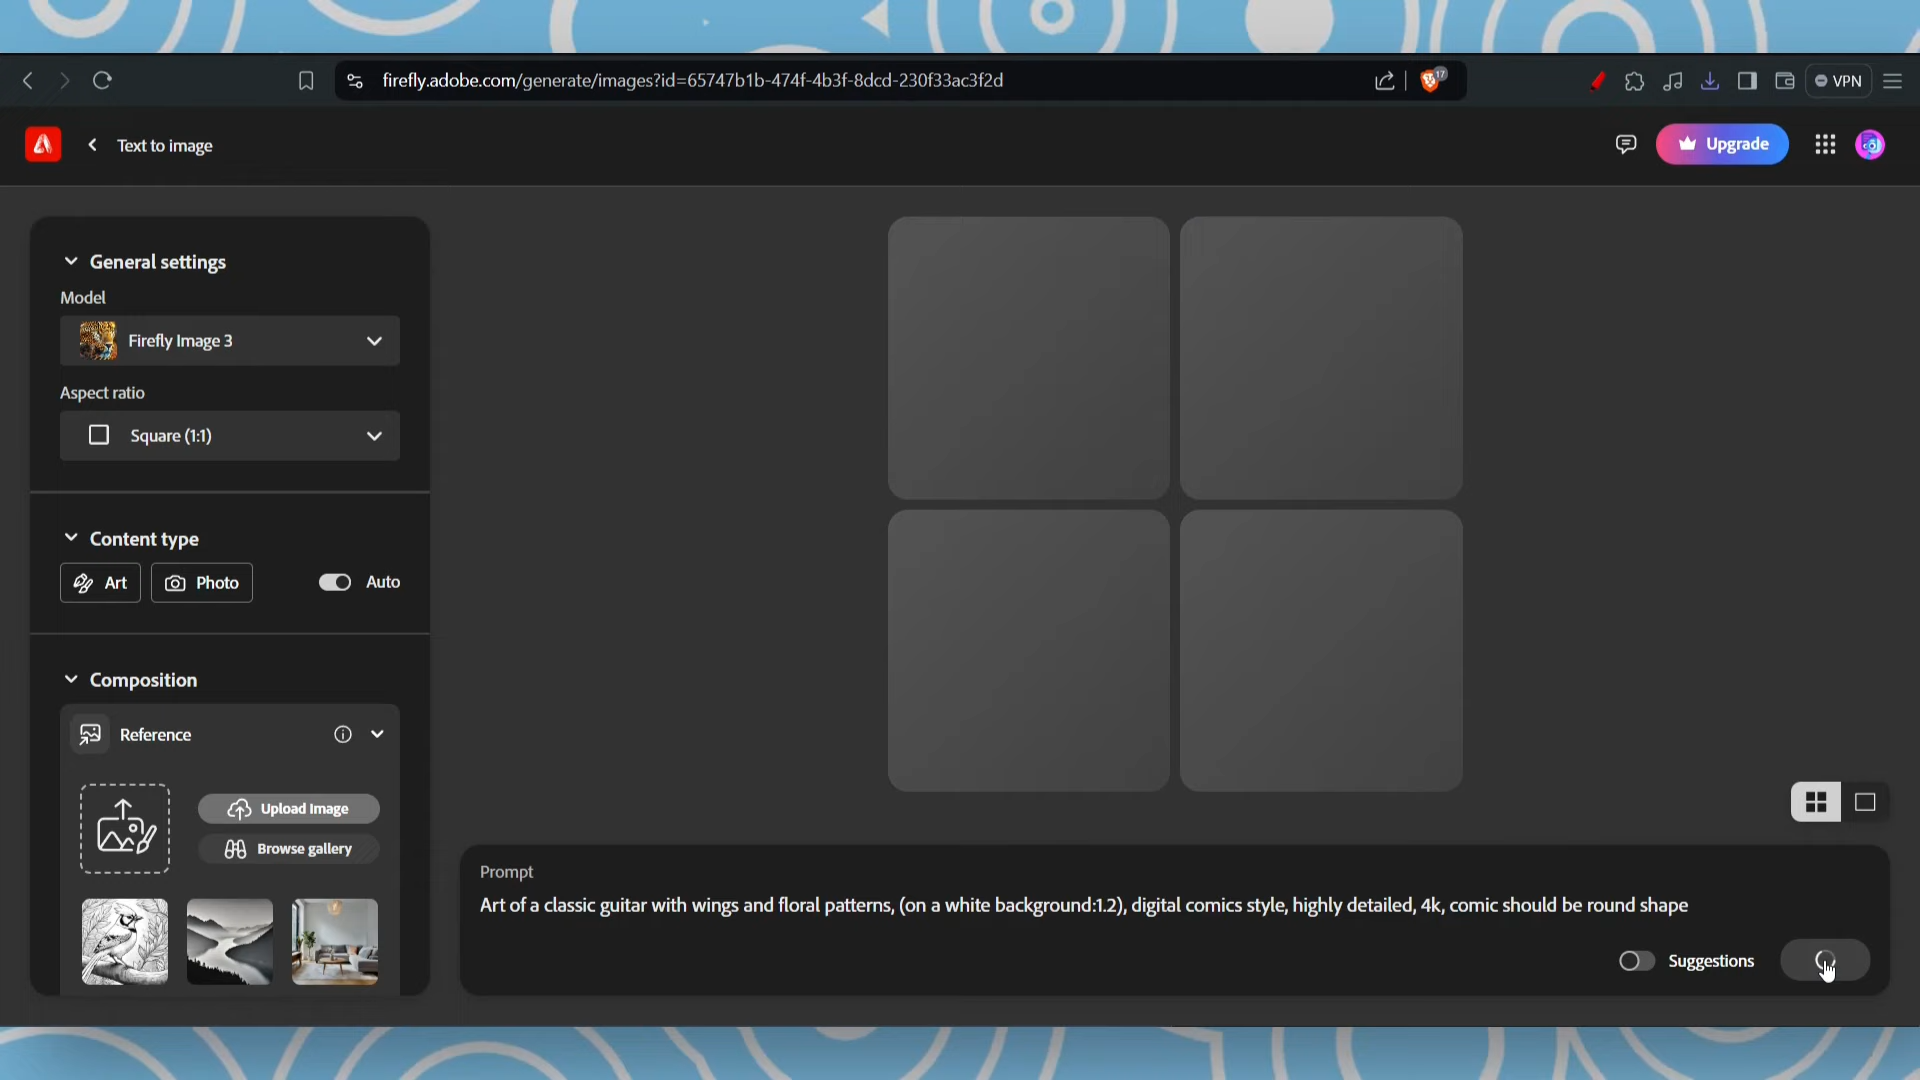 firefly.adobe.com/generate/images?id=65747b1b-474f-4b3f-8dcd-230f33ac3f2d
17
VPN
Text to image
Upgrade
General settings
Model
Firefly Image 3
Aspect ratio
Square (1:1)
Content type
Art
Photo
Auto
Composition
Reference
Upload Image
Browse gallery
Prompt
Art of a classic guitar with wings and floral patterns, (on a white background:1.2), digital comics style, highly detailed, 4k, comic should be round shape
Suggestions